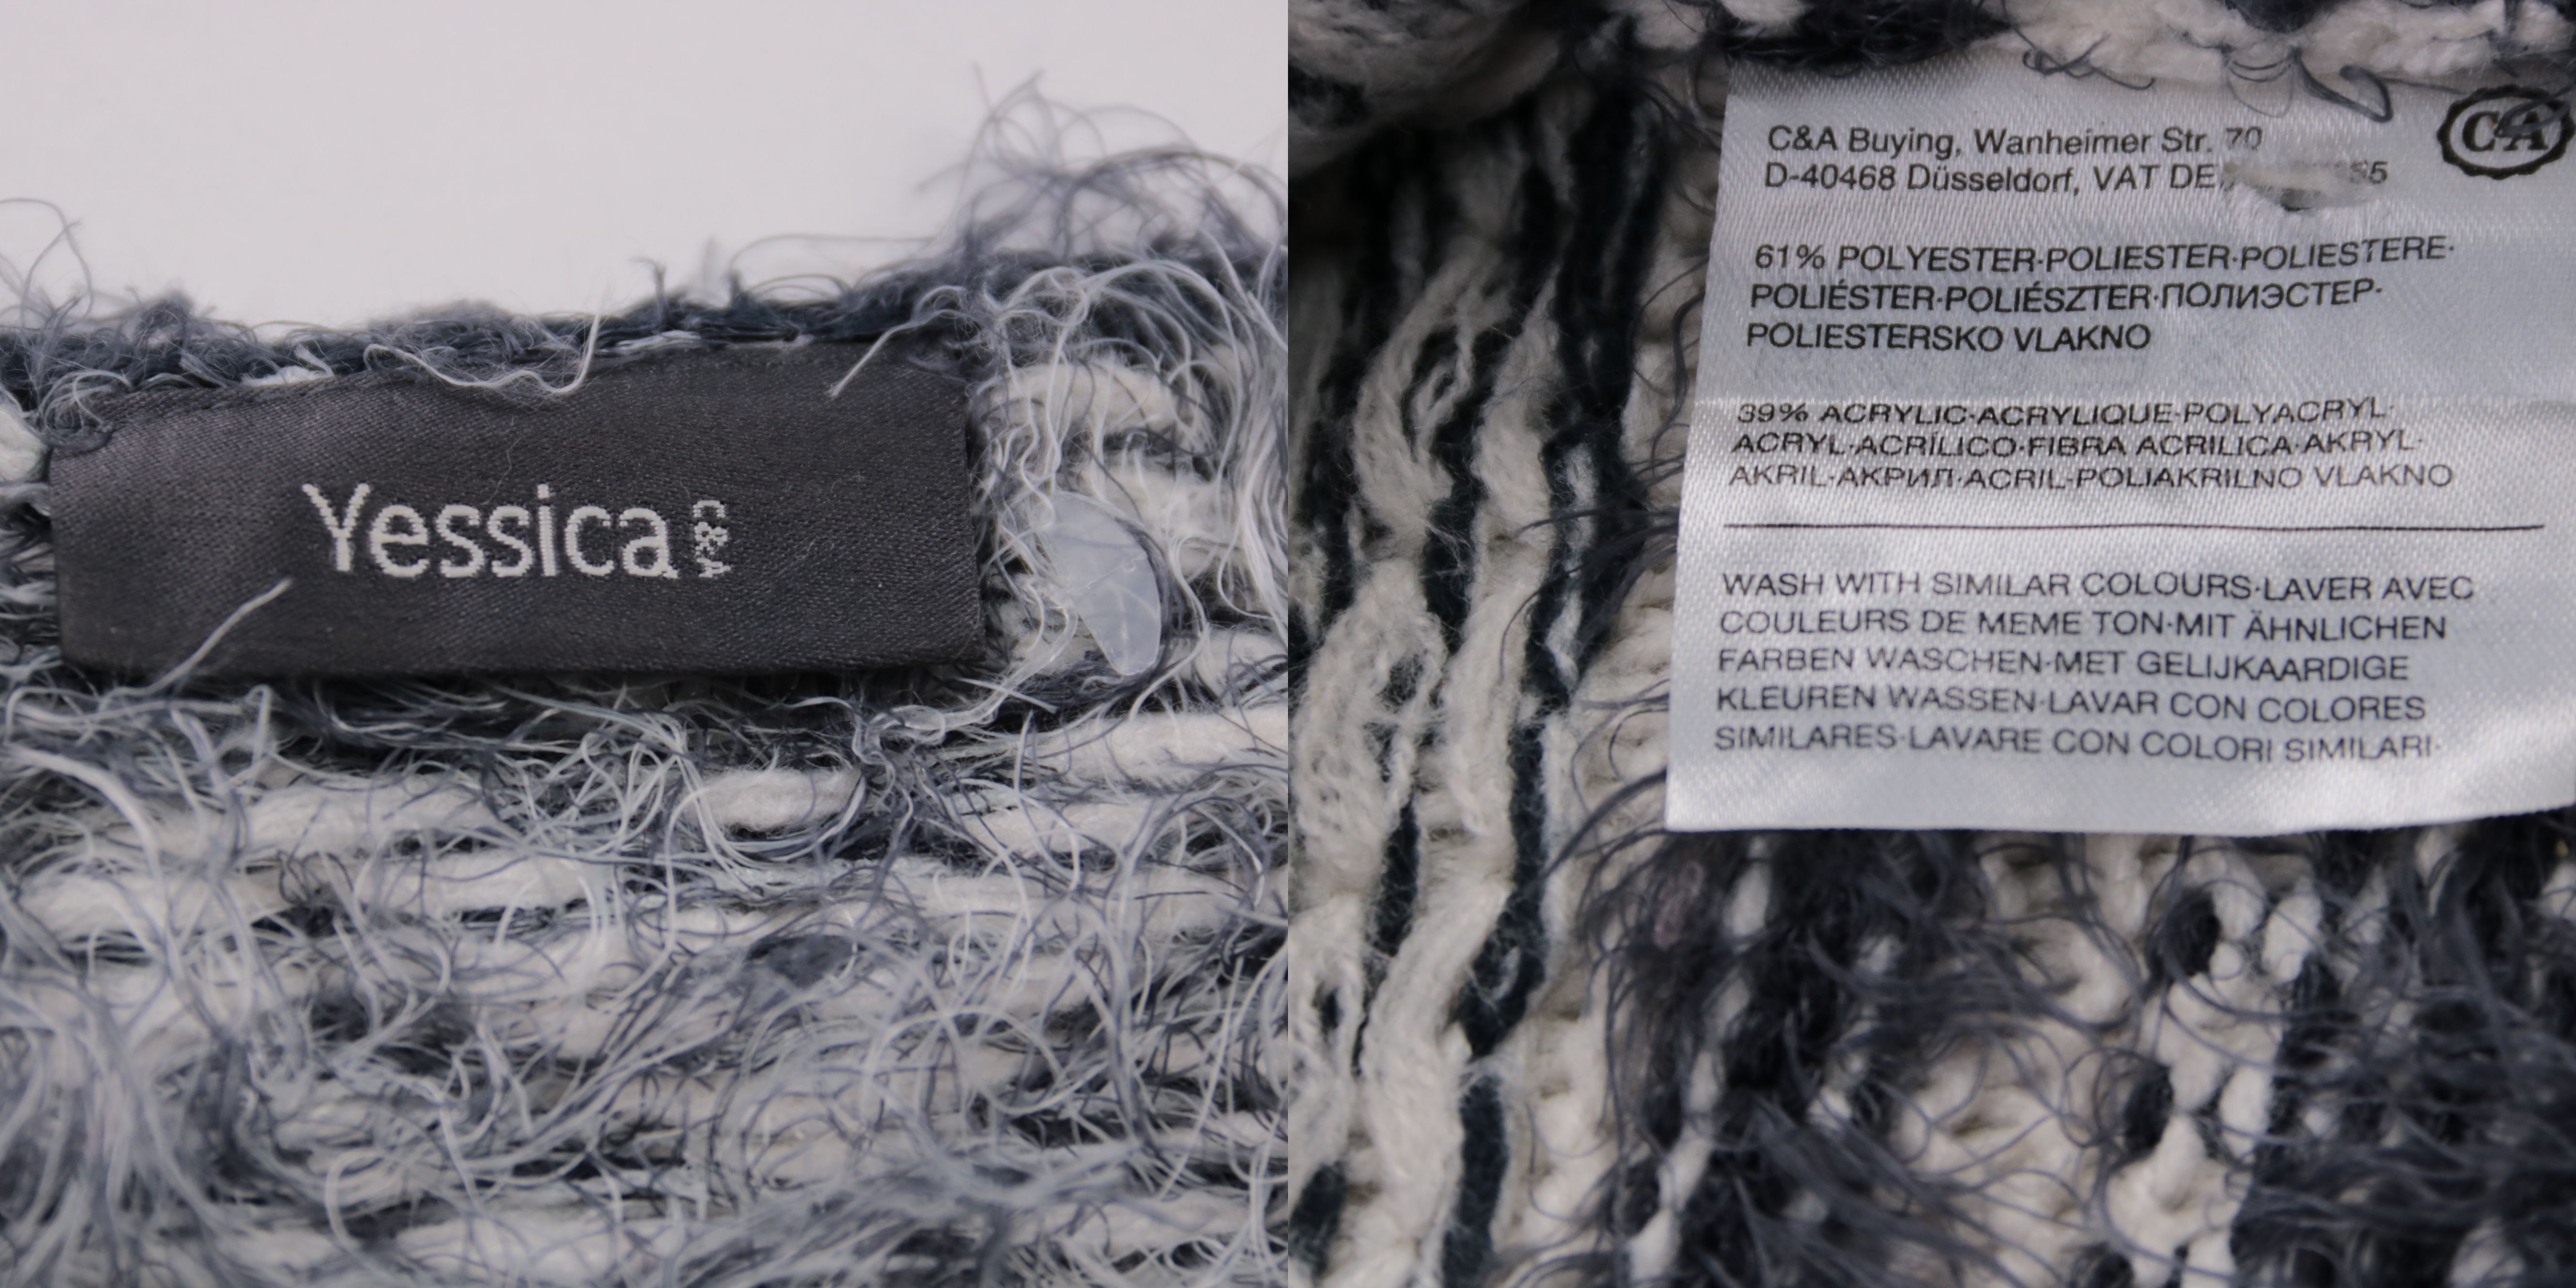 Yessica
C&A
C&A Buying, Wanheimer Str. 70
D-40468 Düsseldorf, VAT DE
C&A
61% POLYESTER·POLIESTER·POLIESTERE·
POLIÉSTER·POLIÉSZTER·ПОЛИЭСТЕР·
POLIESTERSKO VLAKNO
39% ACRYLIC·ACRYLIQUE·POLYACRYL·
ACRYL·ACRÍLICO·FIBRA ACRILICA·AKRYL·
AKRIL·АКРИЛ·ACRIL·POLIAKRILNO VLAKNO
WASH WITH SIMILAR COLOURS·LAVER AVEC
COULEURS DE MEME TON·MIT ÄHNLICHEN
FARBEN WASCHEN·MET GELIJKAARDIGE
KLEUREN WASSEN·LAVAR CON COLORES
SIMILARES·LAVARE CON COLORI SIMILARI·